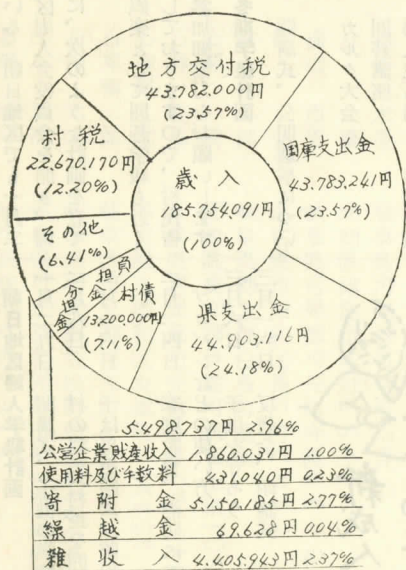 地方交付税
43.782.000円
(23.57%)
国庫支出金
43.783.241円
(23.57%)
県支出金
44.903.116円
(24.18%)
村債
13,200.000円
(7.11%)
分担金
負担金
その他
(6.41%)
村税
22.670.170円
(12.20%)
歳入
185.754.091円
(100%)
5.498.737円 2.96%
公営企業財産収入 1.860.031円 1.00%
使用料及び手数料 431.040円 0.23%
寄附金 5.150.185円 2.77%
繰越金 69.628円 0.04%
雑収入 4.405.943円 2.37%